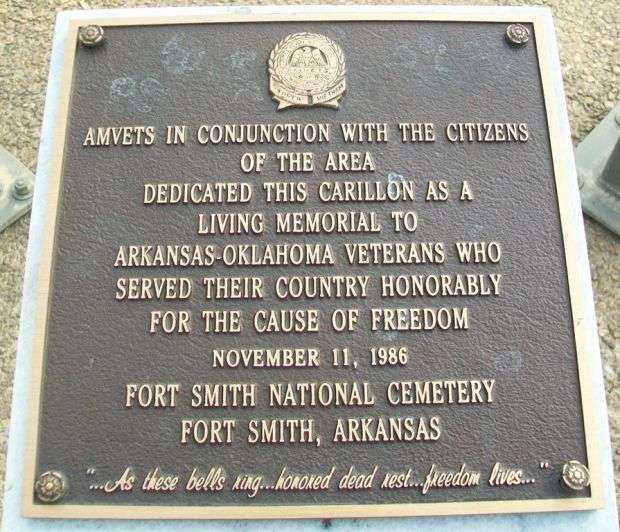 AMVETS IN CONJUNCTION WITH THE CITIZENS
OF THE AREA
DEDICATED THIS CARILLON AS A
LIVING MEMORIAL TO
ARKANSAS-OKLAHOMA VETERANS WHO
SERVED THEIR COUNTRY HONORABLY
FOR THE CAUSE OF FREEDOM
NOVEMBER 11, 1986
FORT SMITH NATIONAL CEMETERY
FORT SMITH, ARKANSAS
"...As these bells ring...honored dead rest...freedom lives..."